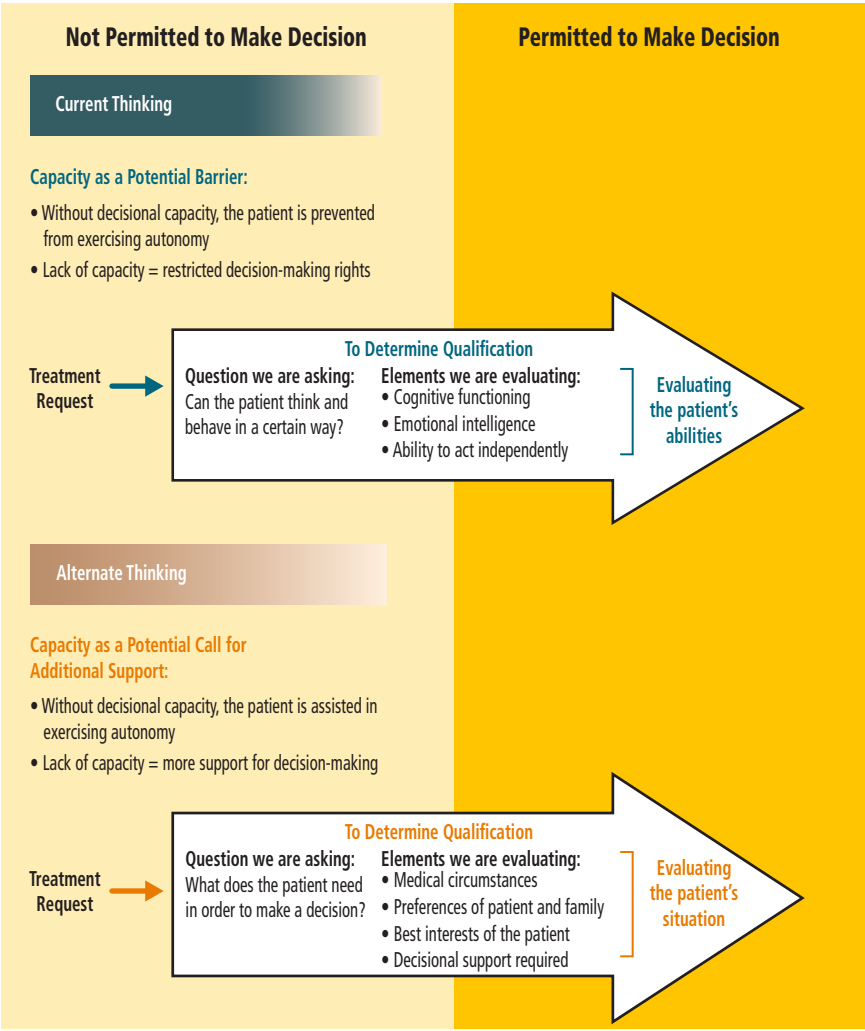 Not Permitted to Make Decision
Permitted to Make Decision
Current Thinking
Capacity as a Potential Barrier:
• Without decisional capacity, the patient is prevented
from exercising autonomy
• Lack of capacity = restricted decision-making rights
Treatment
Request
To Determine Qualification
Question we are asking:
Can the patient think and
behave in a certain way?
Elements we are evaluating:
• Cognitive functioning
• Emotional intelligence
• Ability to act independently
Evaluating
the patient's
abilities
Alternate Thinking
Capacity as a Potential Call for
Additional Support:
• Without decisional capacity, the patient is assisted in
exercising autonomy
• Lack of capacity = more support for decision-making
Treatment
Request
To Determine Qualification
Question we are asking:
What does the patient need
in order to make a decision?
Elements we are evaluating:
• Medical circumstances
• Preferences of patient and family
• Best interests of the patient
• Decisional support required
Evaluating
the patient's
situation